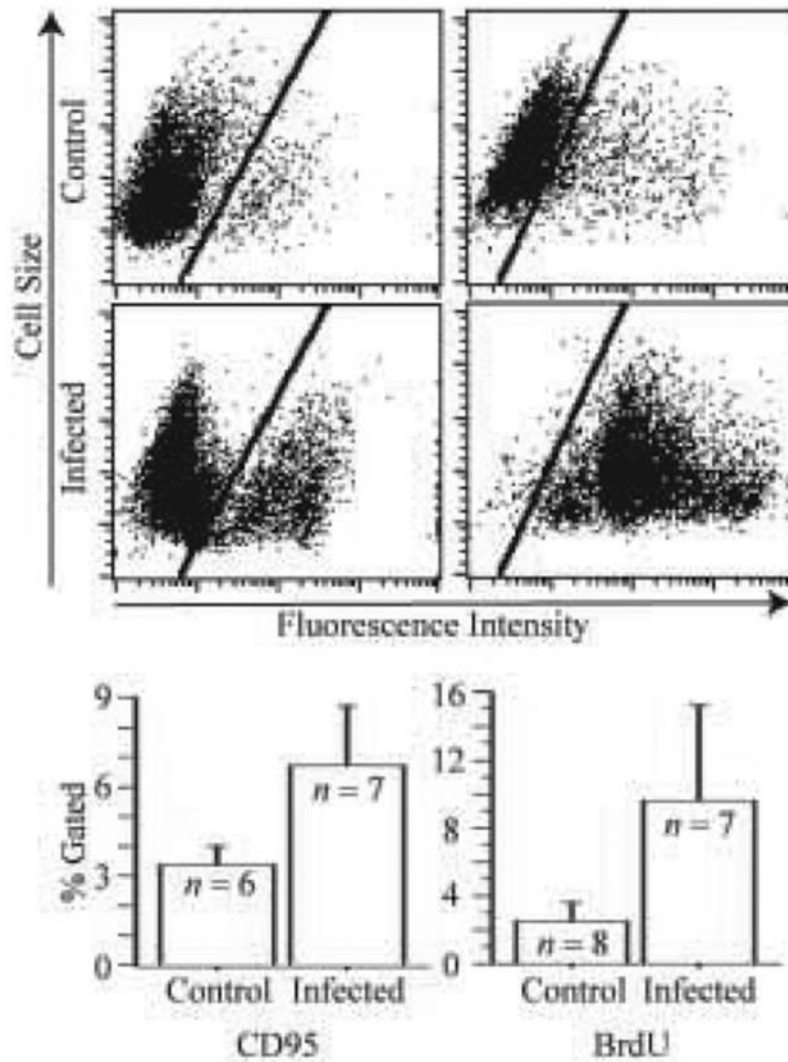 Cell Size
Control
Infected
Fluorescence Intensity
% Gated
9
6
3
0
n = 6
n = 7
Control Infected
CD95
16
12
8
4
0
n = 8
n = 7
Control Infected
BrdU